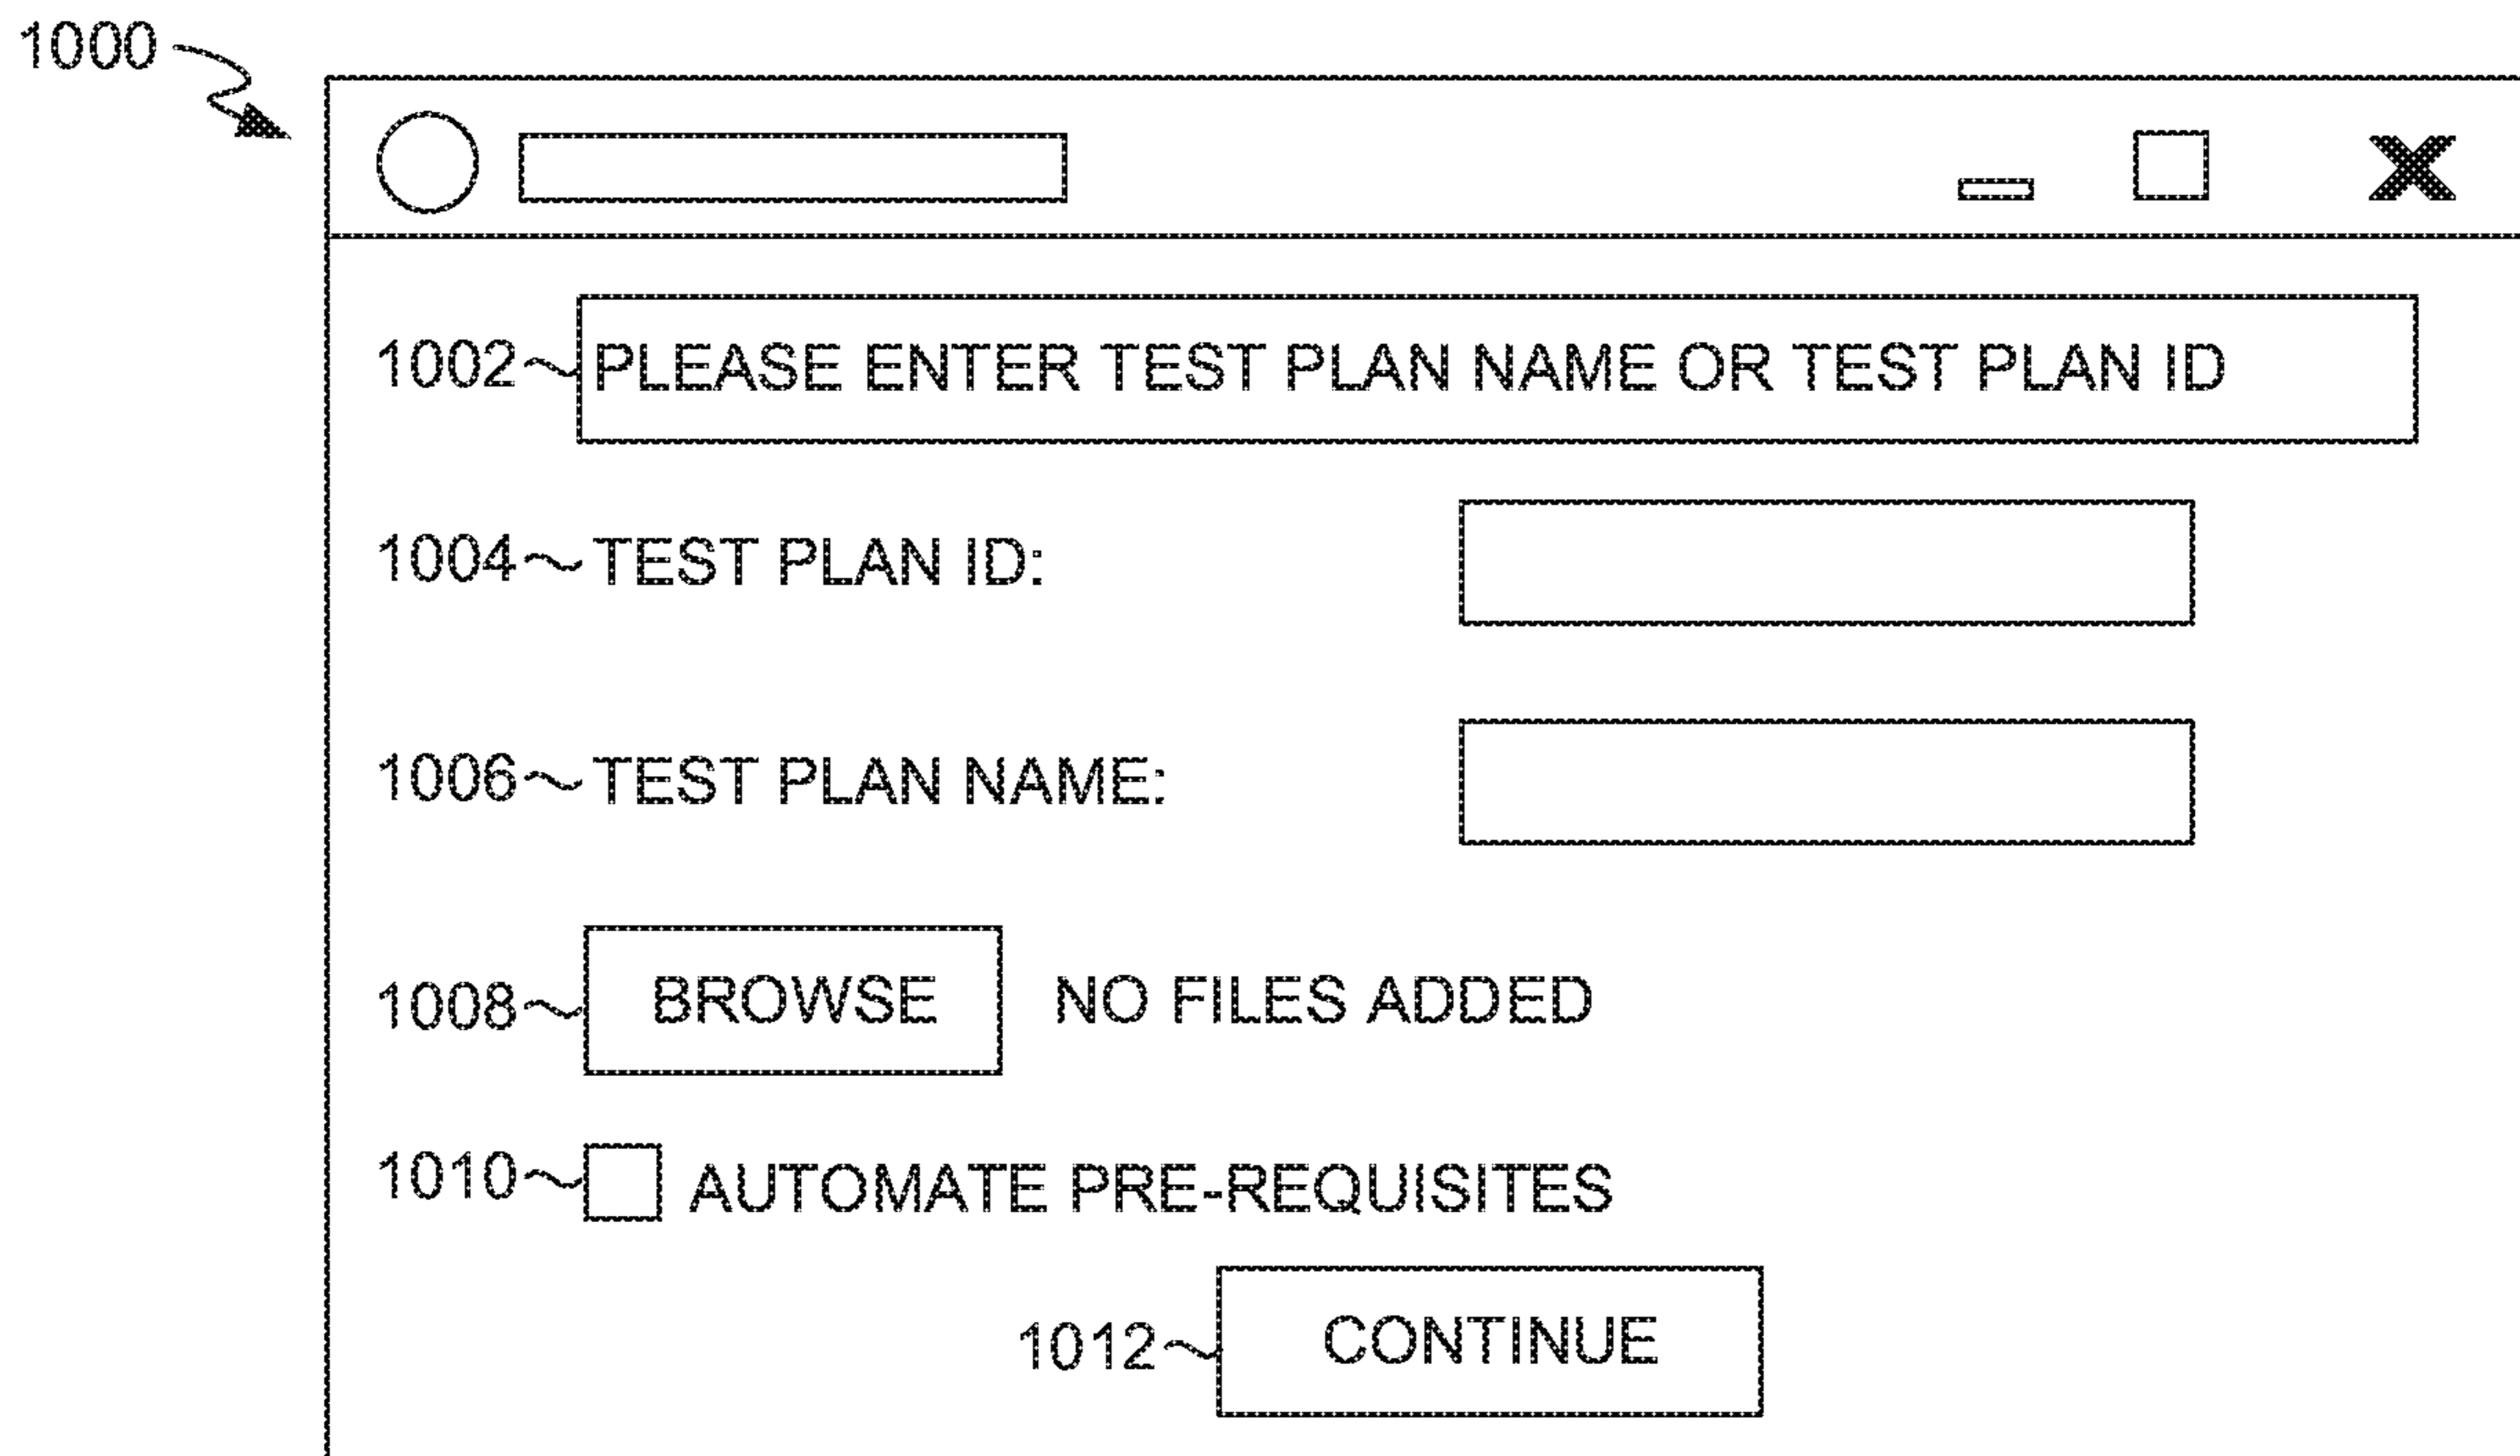 1000
1002 PLEASE ENTER TEST PLAN NAME OR TEST PLAN ID
1004 TEST PLAN ID:
1006 TEST PLAN NAME:
1008 BROWSE NO FILES ADDED
1010 AUTOMATE PRE-REQUISITES
1012 CONTINUE